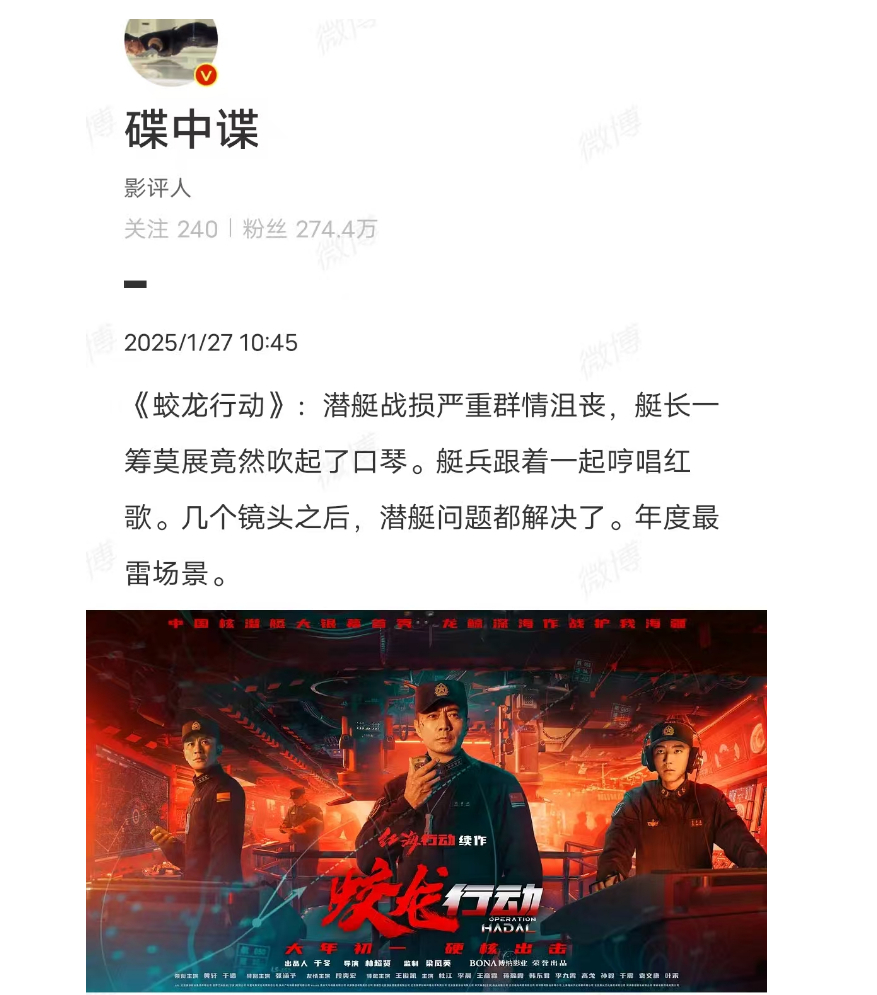 碟中谍
影评人
关注 240 | 粉丝 274.4万
2025/1/27 10:45
《蛟龙行动》：潜艇战损严重群情沮丧，艇长一
筹莫展竟然吹起了口琴。艇兵跟着一起哼唱红
歌。几个镜头之后，潜艇问题都解决了。年度最
雷场景。
中国核潜艇大银幕首秀 龙鲸深海作战护我海疆
红海行动续作
蛟龙行动
OPERATION
HADAL
大年初一 硬核出击
出品人 于冬 导演 林超贤 监制 梁凤英 BONA博纳影业 荣誉出品
微博